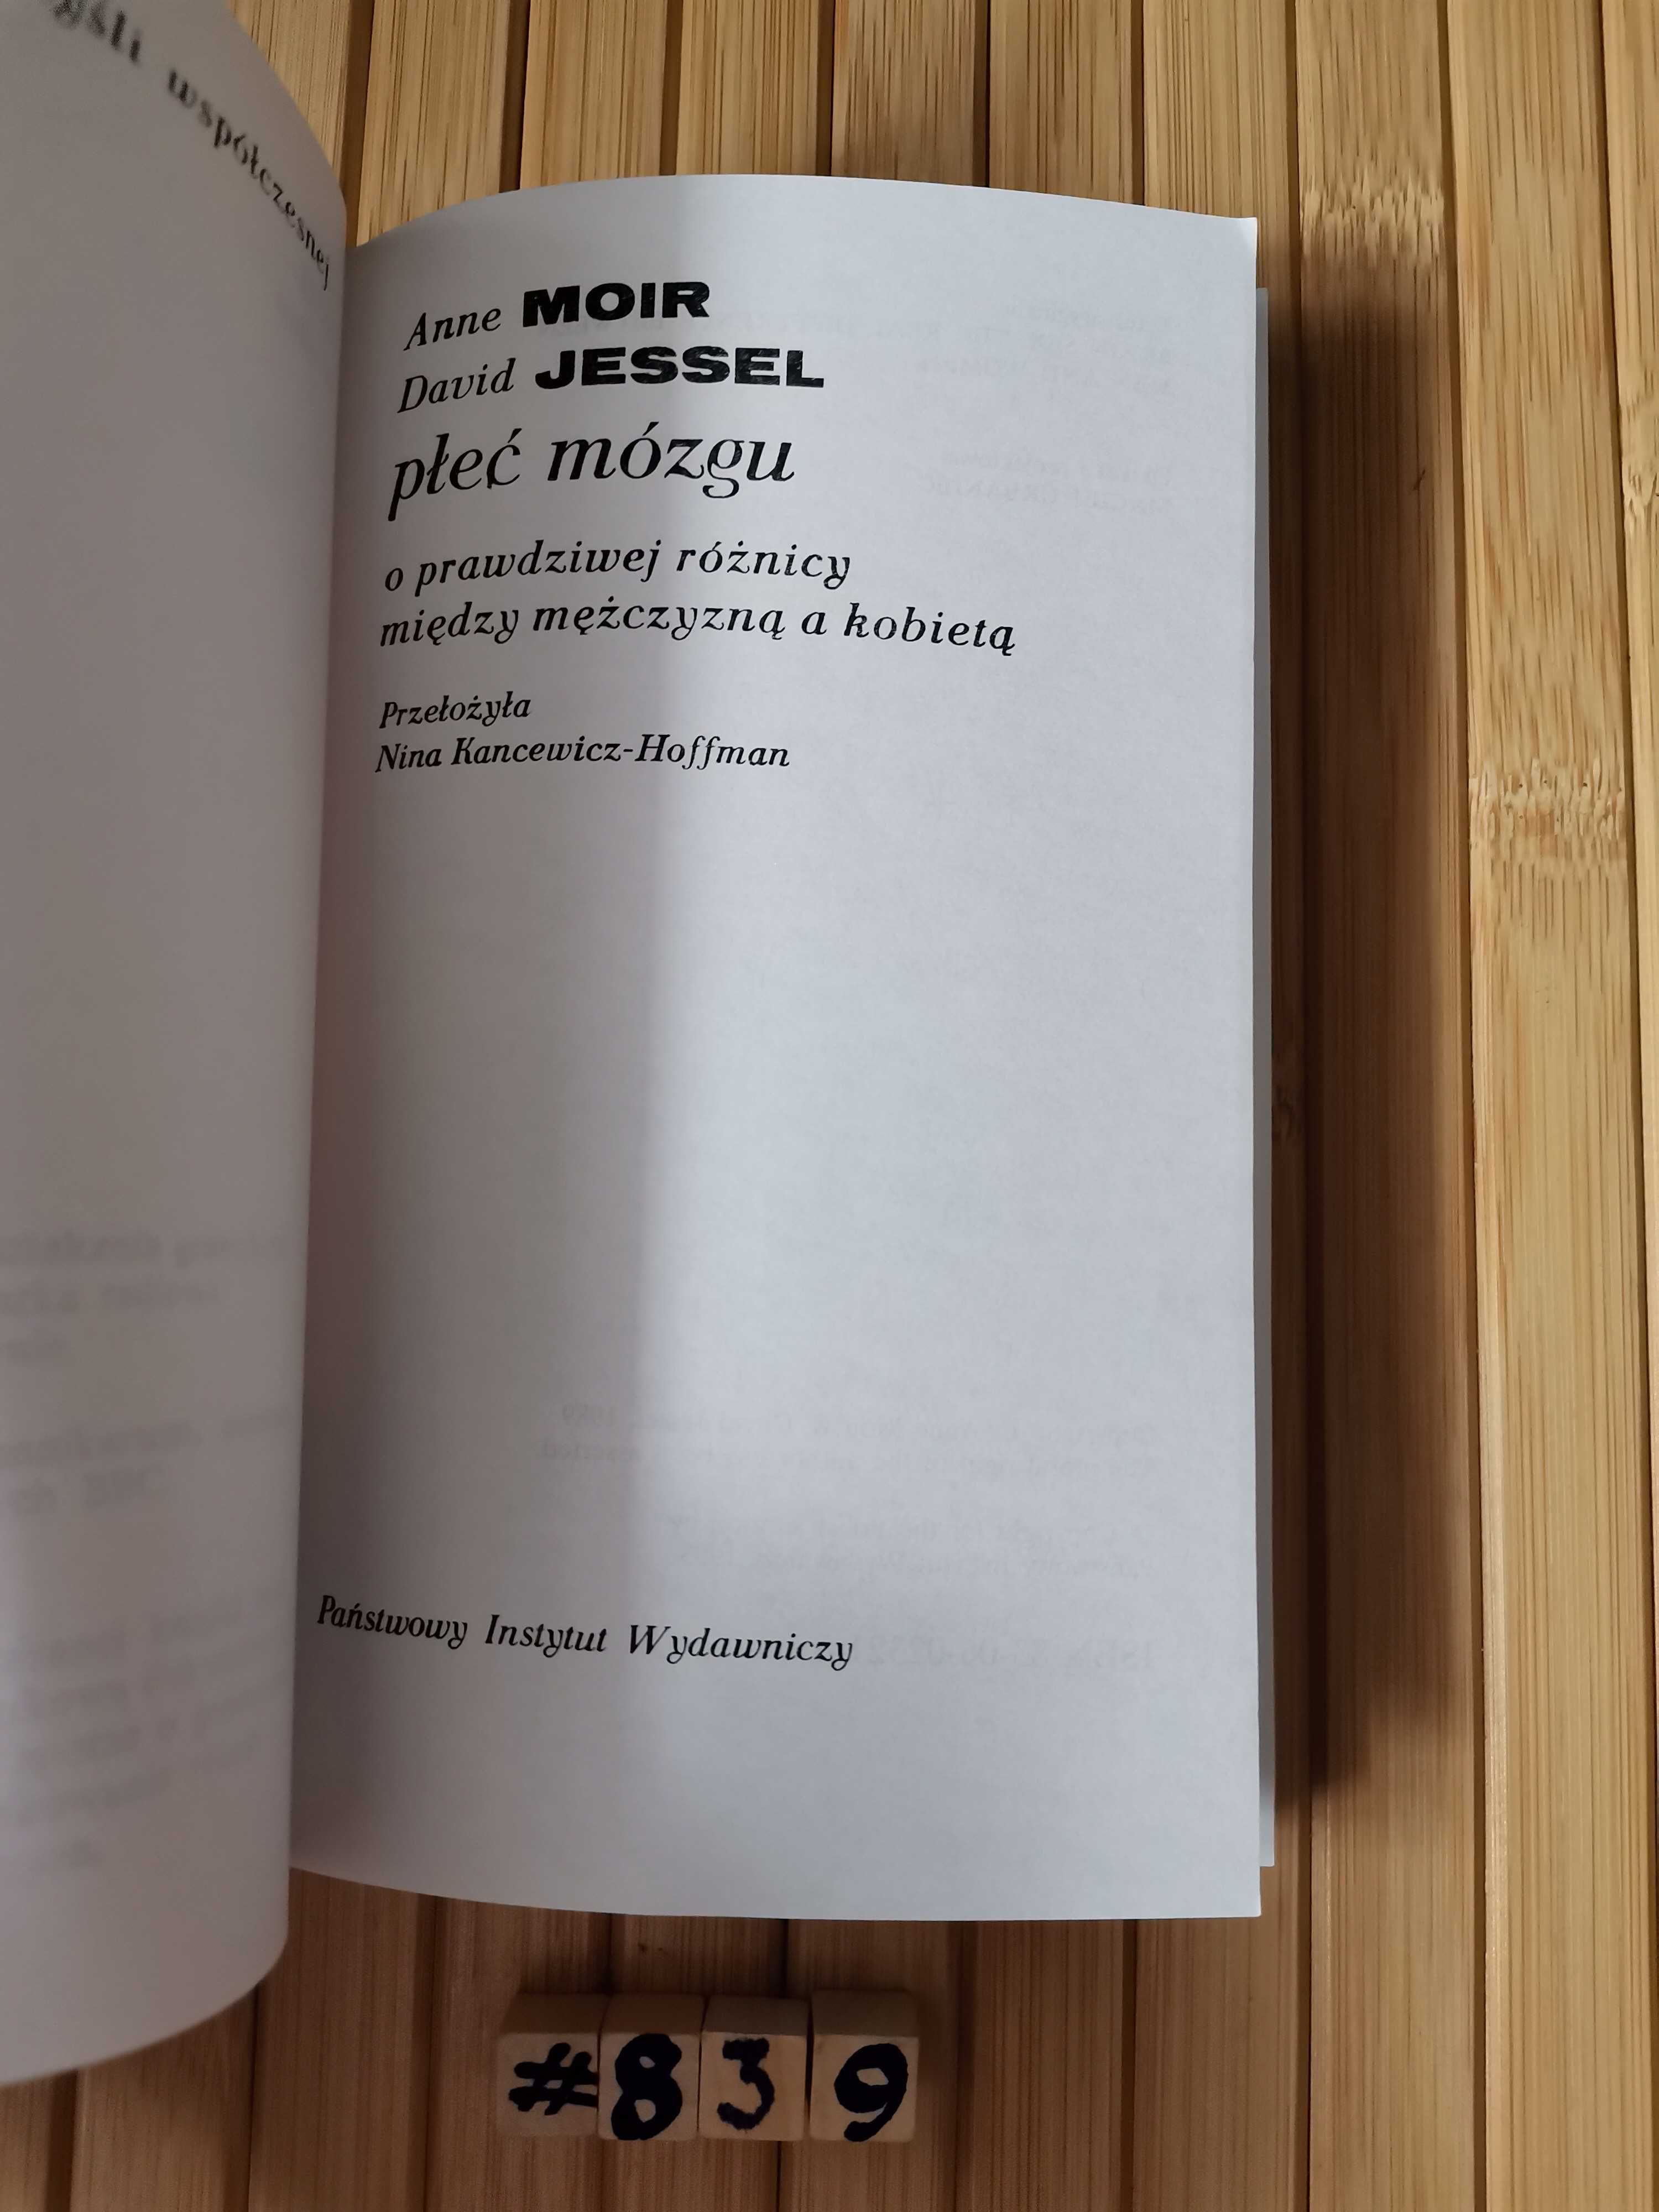 współczesnej
Anne MOIR
David JESSEL
płeć mózgu
o prawdziwej różnicy
między mężczyzną a kobietą
Przełożyła
Nina Kancewicz-Hoffman
Państwowy Instytut Wydawniczy
#839